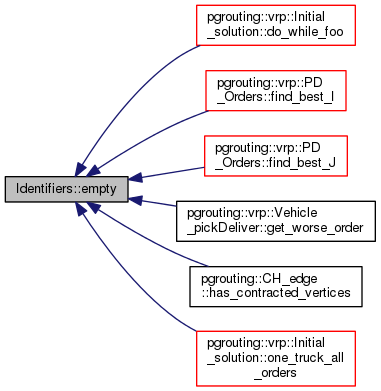 pgrouting::vrp::Initial
_solution::do_while_foo
pgrouting::vrp::PD
_Orders::find_best_I
pgrouting::vrp::PD
_Orders::find_best_J
Identifiers::empty
pgrouting::vrp::Vehicle
_pickDeliver::get_worse_order
pgrouting::CH_edge
::has_contracted_vertices
pgrouting::vrp::Initial
_solution::one_truck_all
_orders